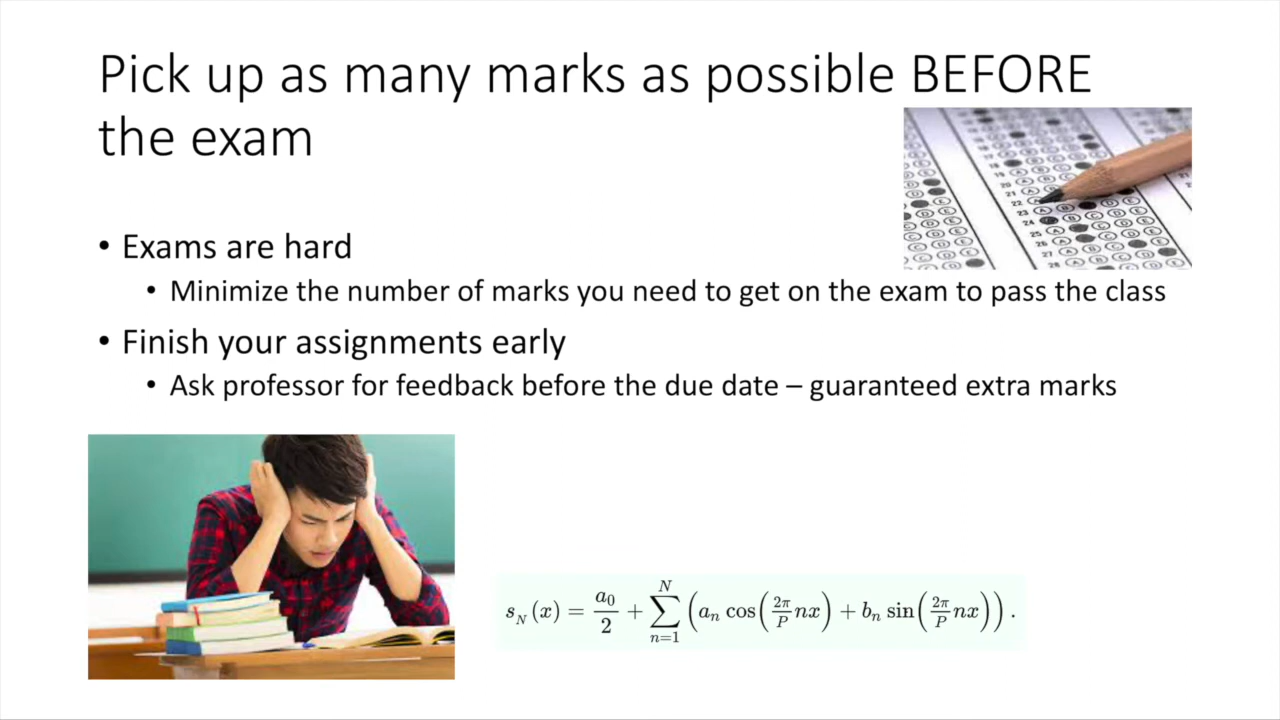 Pick up as many marks as possible BEFORE
the exam
• Exams are hard
• Minimize the number of marks you need to get on the exam to pass the class
• Finish your assignments early
• Ask professor for feedback before the due date – guaranteed extra marks
s_N(x) = a_0/2 + ∑_{n=1}^{N} (a_n cos(2π/P nx) + b_n sin(2π/P nx)).